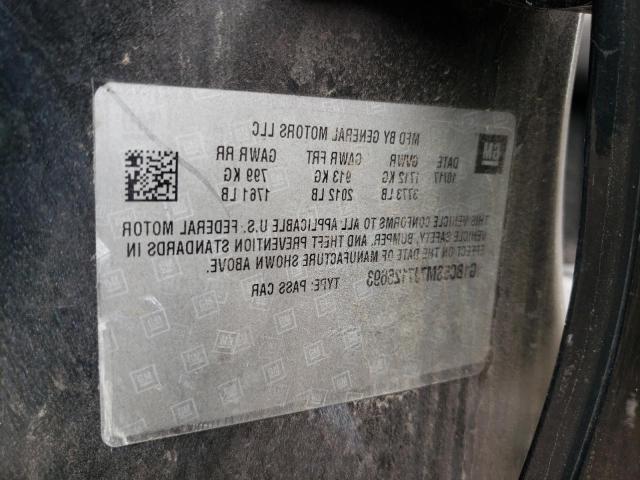 GM
MFD BY GENERAL MOTORS LLC
DATE GVWR GAWR FRT GAWR RR
10/17 1712 KG 913 KG 799 KG
3773 LB 2012 LB 1761 LB
THIS VEHICLE CONFORMS TO ALL APPLICABLE U.S. FEDERAL MOTOR
VEHICLE SAFETY, BUMPER, AND THEFT PREVENTION STANDARDS IN
EFFECT ON THE DATE OF MANUFACTURE SHOWN ABOVE.
TYPE: PASS CAR